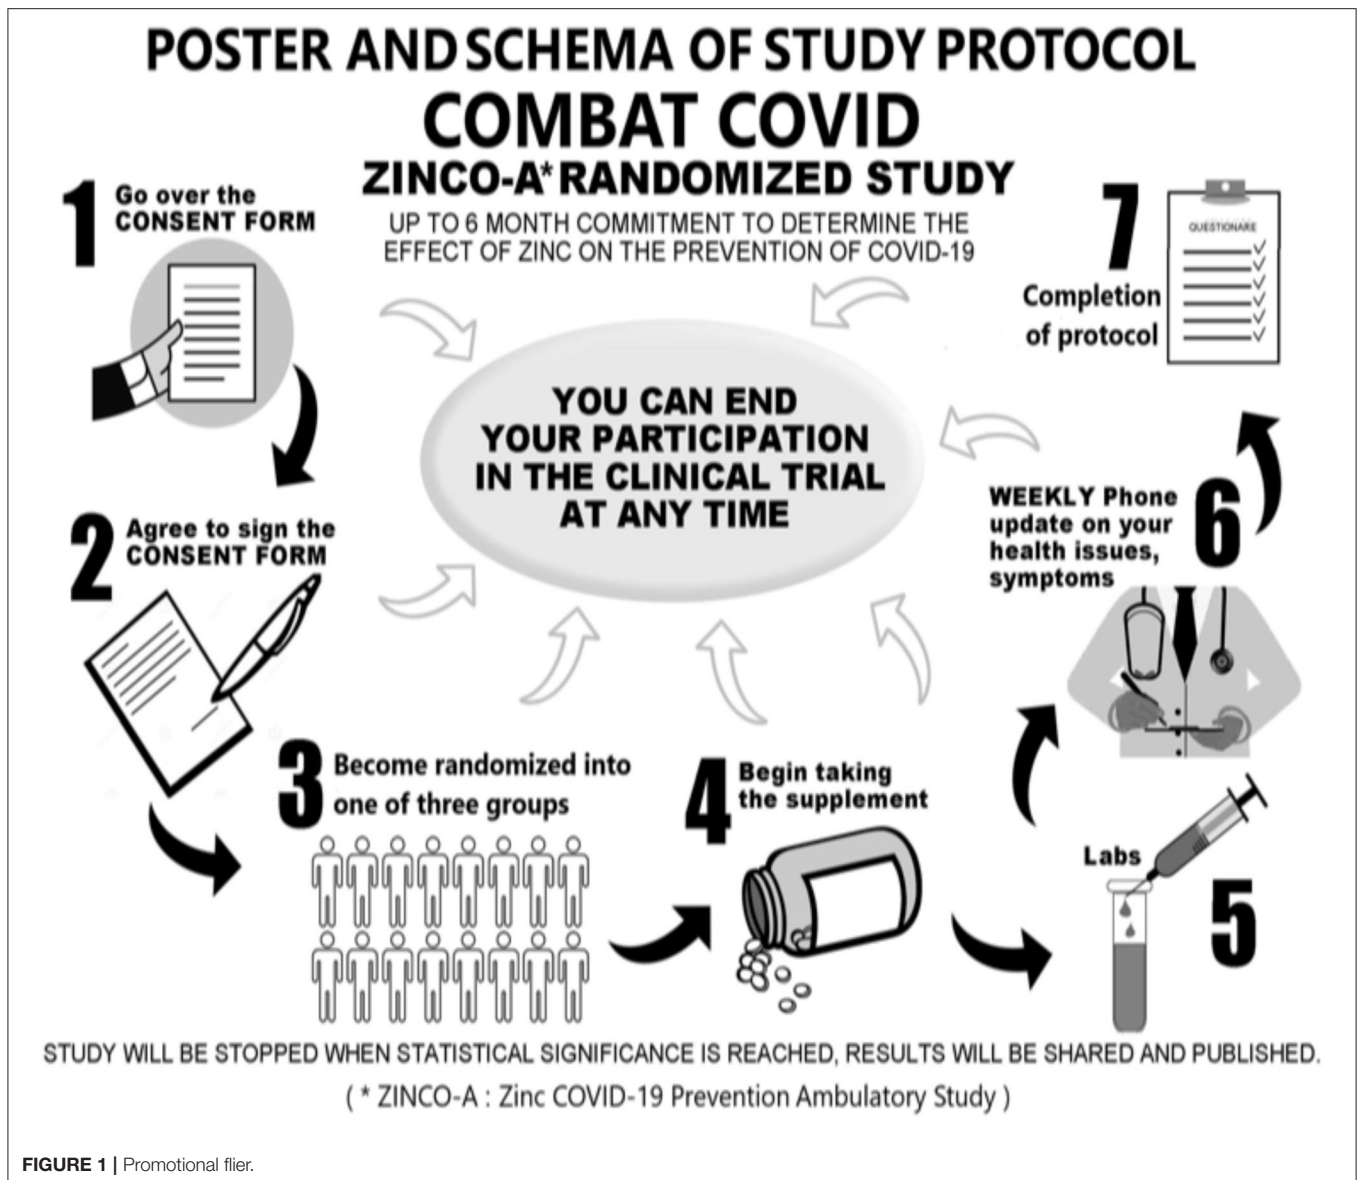 POSTER AND SCHEMA OF STUDY PROTOCOL
COMBAT COVID
ZINCO-A* RANDOMIZED STUDY
UP TO 6 MONTH COMMITMENT TO DETERMINE THE
EFFECT OF ZINC ON THE PREVENTION OF COVID-19
1
Go over the
CONSENT FORM
2
Agree to sign the
CONSENT FORM
3
Become randomized into
one of three groups
4
Begin taking
the supplement
Labs
5
WEEKLY Phone
update on your
health issues,
symptoms
6
7
Completion
of protocol
QUESTIONARE
YOU CAN END
YOUR PARTICIPATION
IN THE CLINICAL TRIAL
AT ANY TIME
STUDY WILL BE STOPPED WHEN STATISTICAL SIGNIFICANCE IS REACHED, RESULTS WILL BE SHARED AND PUBLISHED.
( * ZINCO-A : Zinc COVID-19 Prevention Ambulatory Study )
FIGURE 1 | Promotional flier.